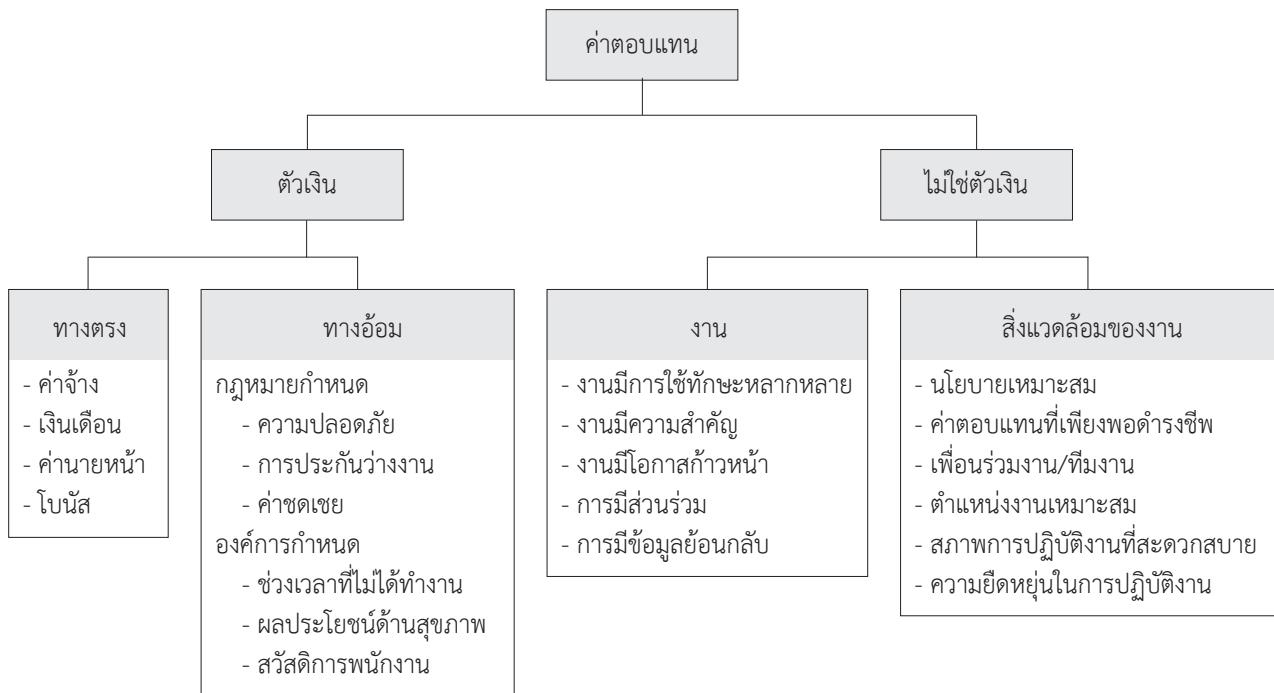 ค่าตอบแทน
ตัวเงิน
ไม่ใช่ตัวเงิน
ทางตรง
- ค่าจ้าง
- เงินเดือน
- ค่านายหน้า
- โบนัส
ทางอ้อม
กฎหมายกำหนด
- ความปลอดภัย
- การประกันว่างงาน
- ค่าชดเชย
องค์การกำหนด
- ช่วงเวลาที่ไม่ได้ทำงาน
- ผลประโยชน์ด้านสุขภาพ
- สวัสดิการพนักงาน
งาน
- งานมีการใช้ทักษะหลากหลาย
- งานมีความสำคัญ
- งานมีโอกาสก้าวหน้า
- การมีส่วนร่วม
- การมีข้อมูลย้อนกลับ
สิ่งแวดล้อมของงาน
- นโยบายเหมาะสม
- ค่าตอบแทนที่เพียงพอดำรงชีพ
- เพื่อนร่วมงาน/ทีมงาน
- ตำแหน่งงานเหมาะสม
- สภาพการปฏิบัติงานที่สะดวกสบาย
- ความยืดหยุ่นในการปฏิบัติงาน